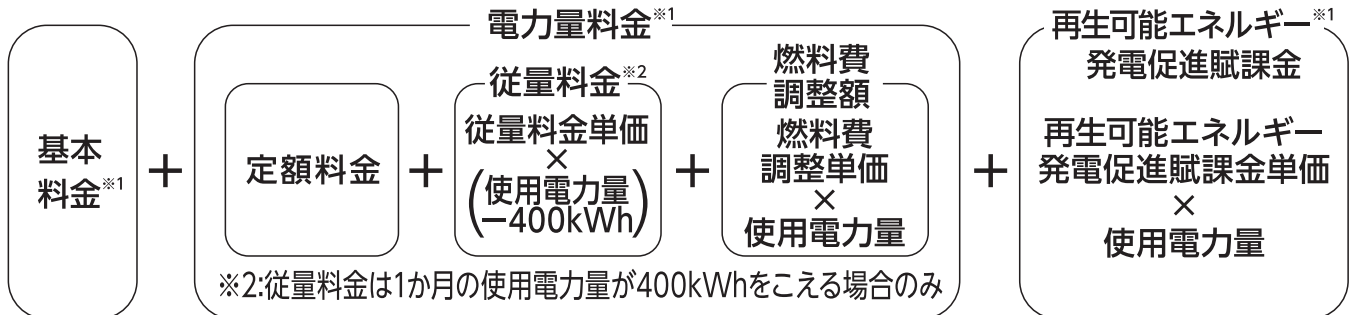 基本
料金※1
+
電力量料金※1
定額料金
+
従量料金※2
従量料金単価
×
(使用電力量
−400kWh)
+
燃料費
調整額
燃料費
調整単価
×
使用電力量
※2:従量料金は1か月の使用電力量が400kWhをこえる場合のみ
+
再生可能エネルギー※1
発電促進賦課金
再生可能エネルギー
発電促進賦課金単価
×
使用電力量